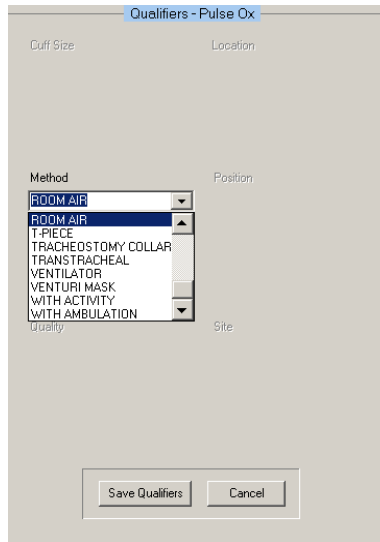 Qualifiers - Pulse Ox
Cuff Size
Location
Method
Position
ROOM AIR
ROOM AIR
T-PIECE
TRACHEOSTOMY COLLAR
TRANSTRACHEAL
VENTILATOR
VENTURI MASK
WITH ACTIVITY
WITH AMBULATION
Quality
Site
Save Qualifiers
Cancel